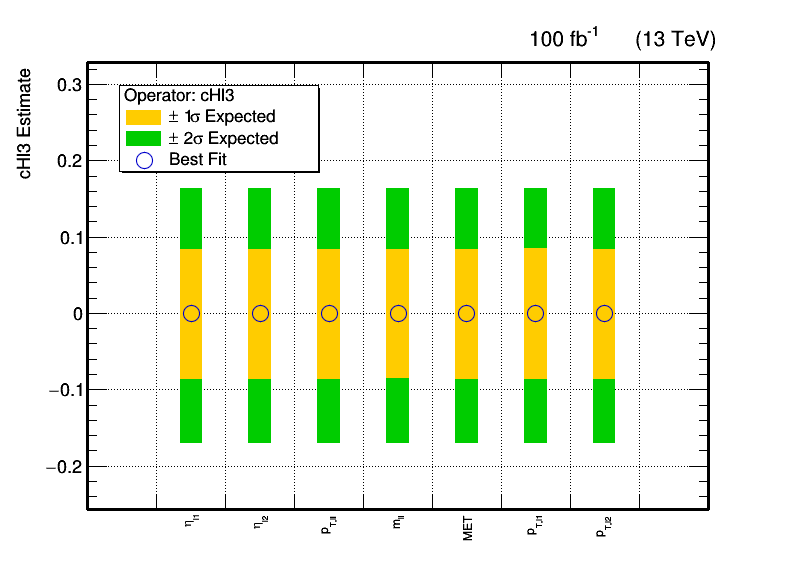 100 fb-1 (13 TeV)
cHl3 Estimate
0.3
0.2
0.1
0
−0.1
−0.2
Operator: cHl3
± 1σ Expected
± 2σ Expected
Best Fit
ηl1
ηl2
pT,ll
mll
MET
pT,l1
pT,l2